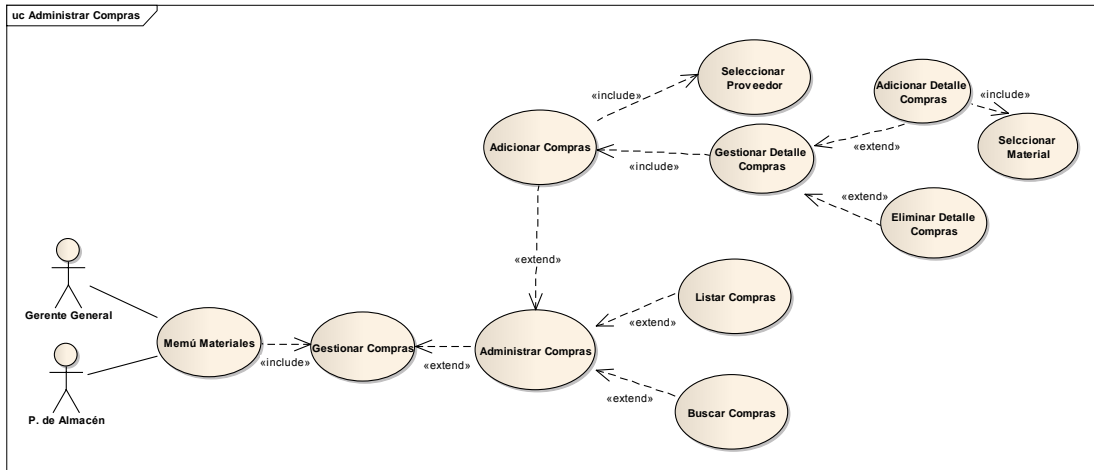 uc Administrar Compras
Seleccionar
Proveedor
Adicionar Detalle
Compras
«include»
«include»
Adicionar Compras
Gestionar Detalle
Compras
Selccionar
Material
«extend»
«include»
«extend»
Eliminar Detalle
Compras
«extend»
Listar Compras
Gerente General
«extend»
Menú Materiales
Gestionar Compras
Administrar Compras
«include»
«extend»
«extend»
Buscar Compras
P. de Almacén